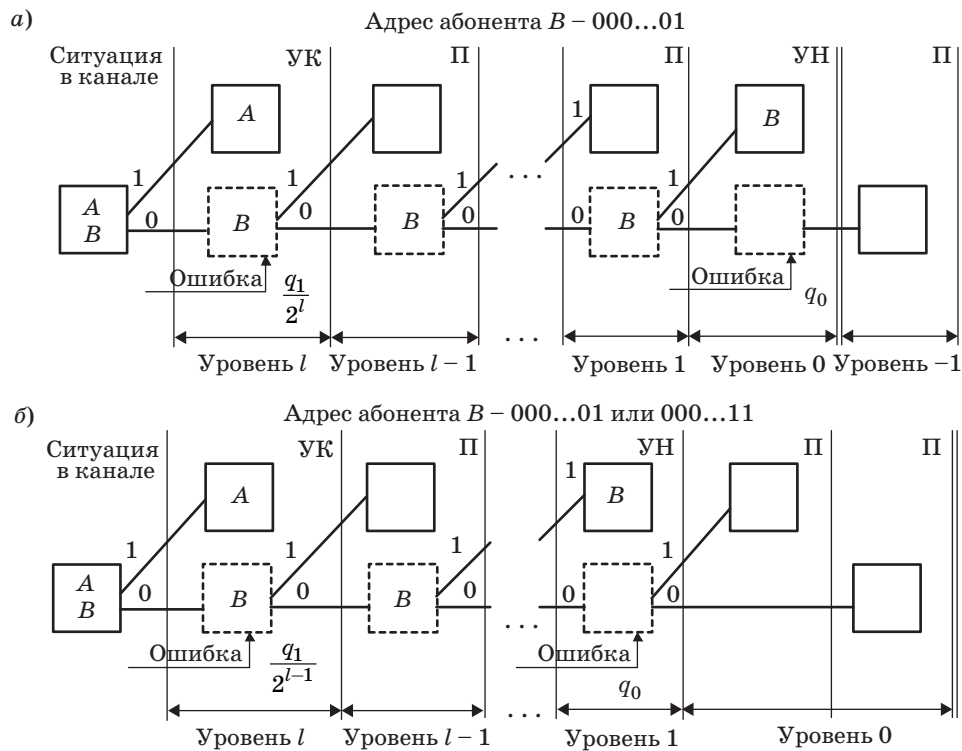 а)
Адрес абонента B – 000...01
Ситуация
в канале
УК
П
П
УН
П
A
B
1
1
1
1
1
A
B
0
B
0
B
0
0
B
0
Ошибка
q₁
2ˡ
Ошибка
q₀
. . .
. . .
Уровень l
Уровень l – 1
Уровень 1
Уровень 0
Уровень –1
б)
Адрес абонента B – 000...01 или 000...11
Ситуация
в канале
УК
П
УН
П
П
A
B
1
1
1
1
1
A
B
0
B
0
B
0
0
0
Ошибка
q₁
2ˡ⁻¹
Ошибка
q₀
. . .
. . .
Уровень l
Уровень l – 1
Уровень 1
Уровень 0